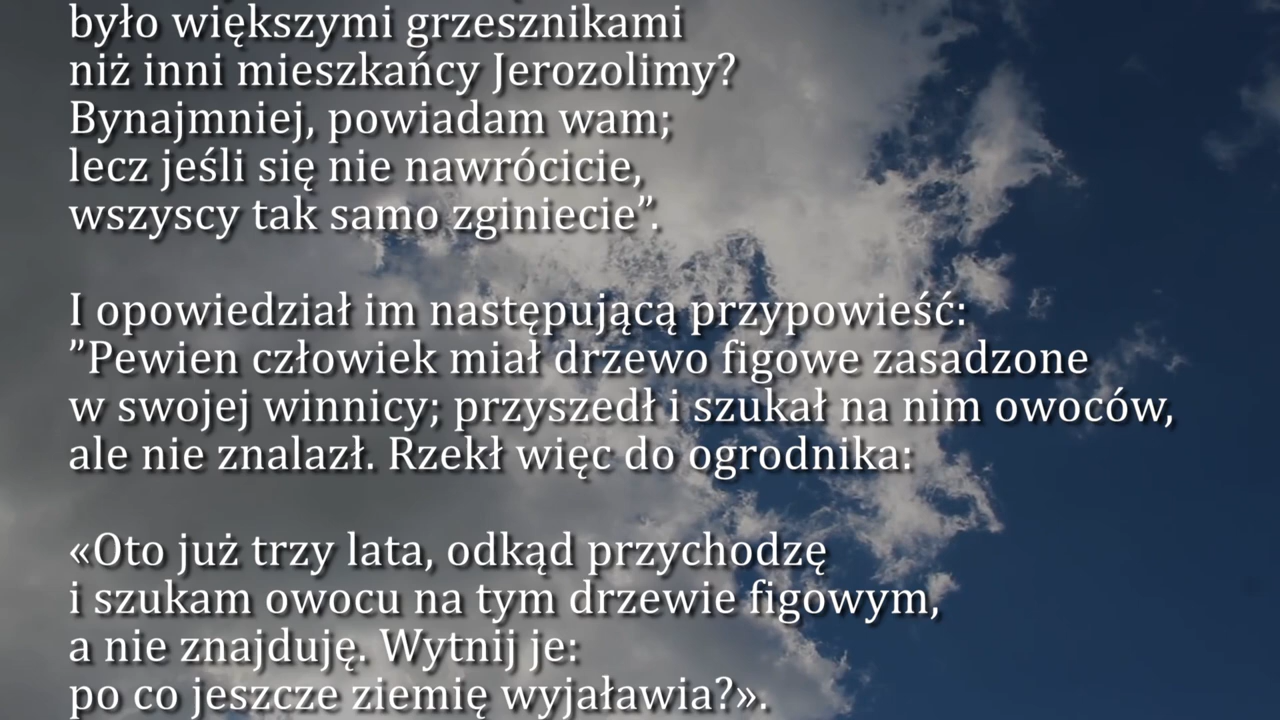 było większymi grzesznikami
niż inni mieszkańcy Jerozolimy?
Bynajmniej, powiadam wam;
lecz jeśli się nie nawrócicie,
wszyscy tak samo zginiecie”.
I opowiedział im następującą przypowieść:
”Pewien człowiek miał drzewo figowe zasadzone
w swojej winnicy; przyszedł i szukał na nim owoców,
ale nie znalazł. Rzekł więc do ogrodnika:
«Oto już trzy lata, odkąd przychodzę
i szukam owocu na tym drzewie figowym,
a nie znajduję. Wytnij je:
po co jeszcze ziemię wyjaławia?».